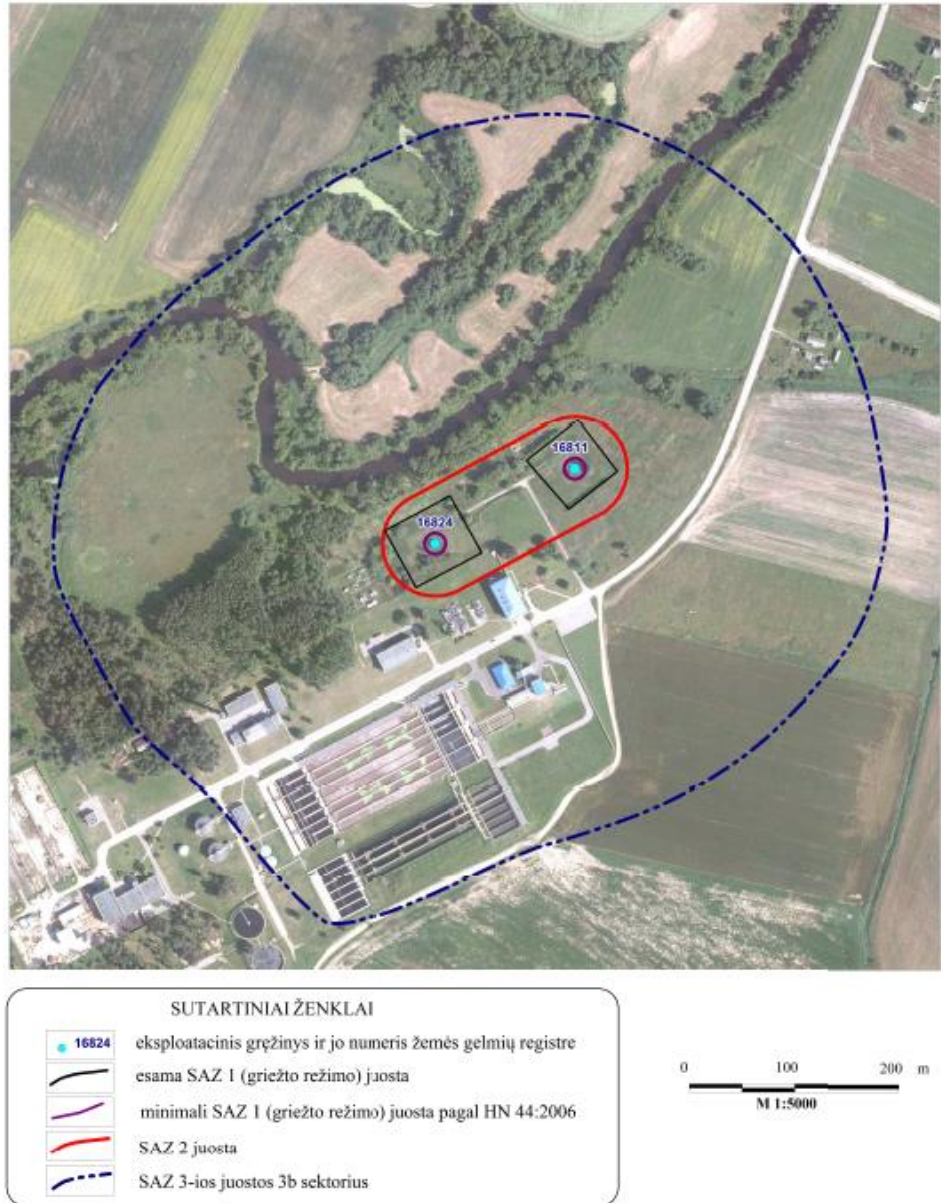 16811
16824
SUTARTINIAI ŽENKLAI
16824 eksploatacinis gręžinys ir jo numeris žemės gelmių registre
esama SAZ 1 (griežto režimo) juosta
minimali SAZ 1 (griežto režimo) juosta pagal HN 44:2006
SAZ 2 juosta
SAZ 3-ios juostos 3b sektorius
0 100 200 m
M 1:5000